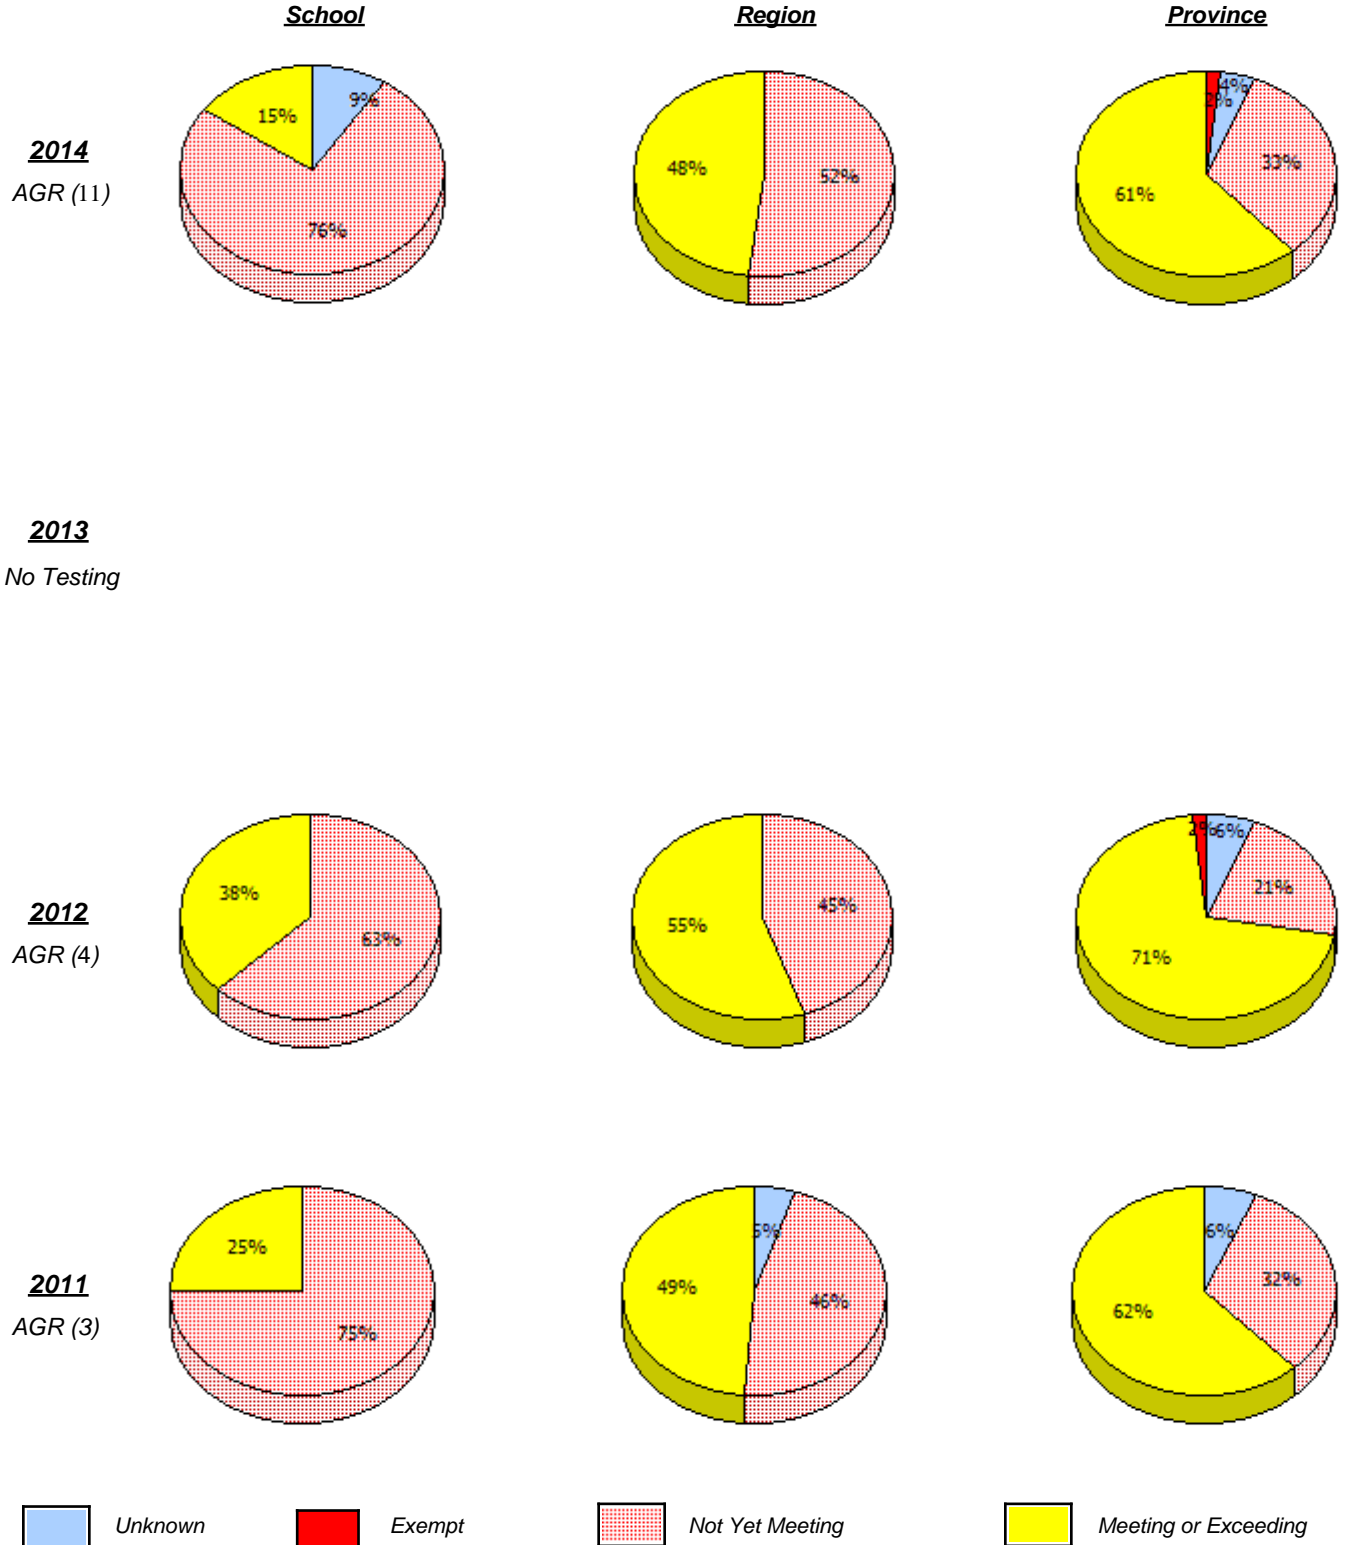 School Region Province
2014
AGR (11)
15% 9% 76%
48% 52%
2% 4% 33% 61%
2013
No Testing
2012
AGR (4)
38% 63%
55% 45%
2% 6% 21% 71%
2011
AGR (3)
25% 75%
5% 49% 46%
6% 32% 62%
Unknown Exempt Not Yet Meeting Meeting or Exceeding